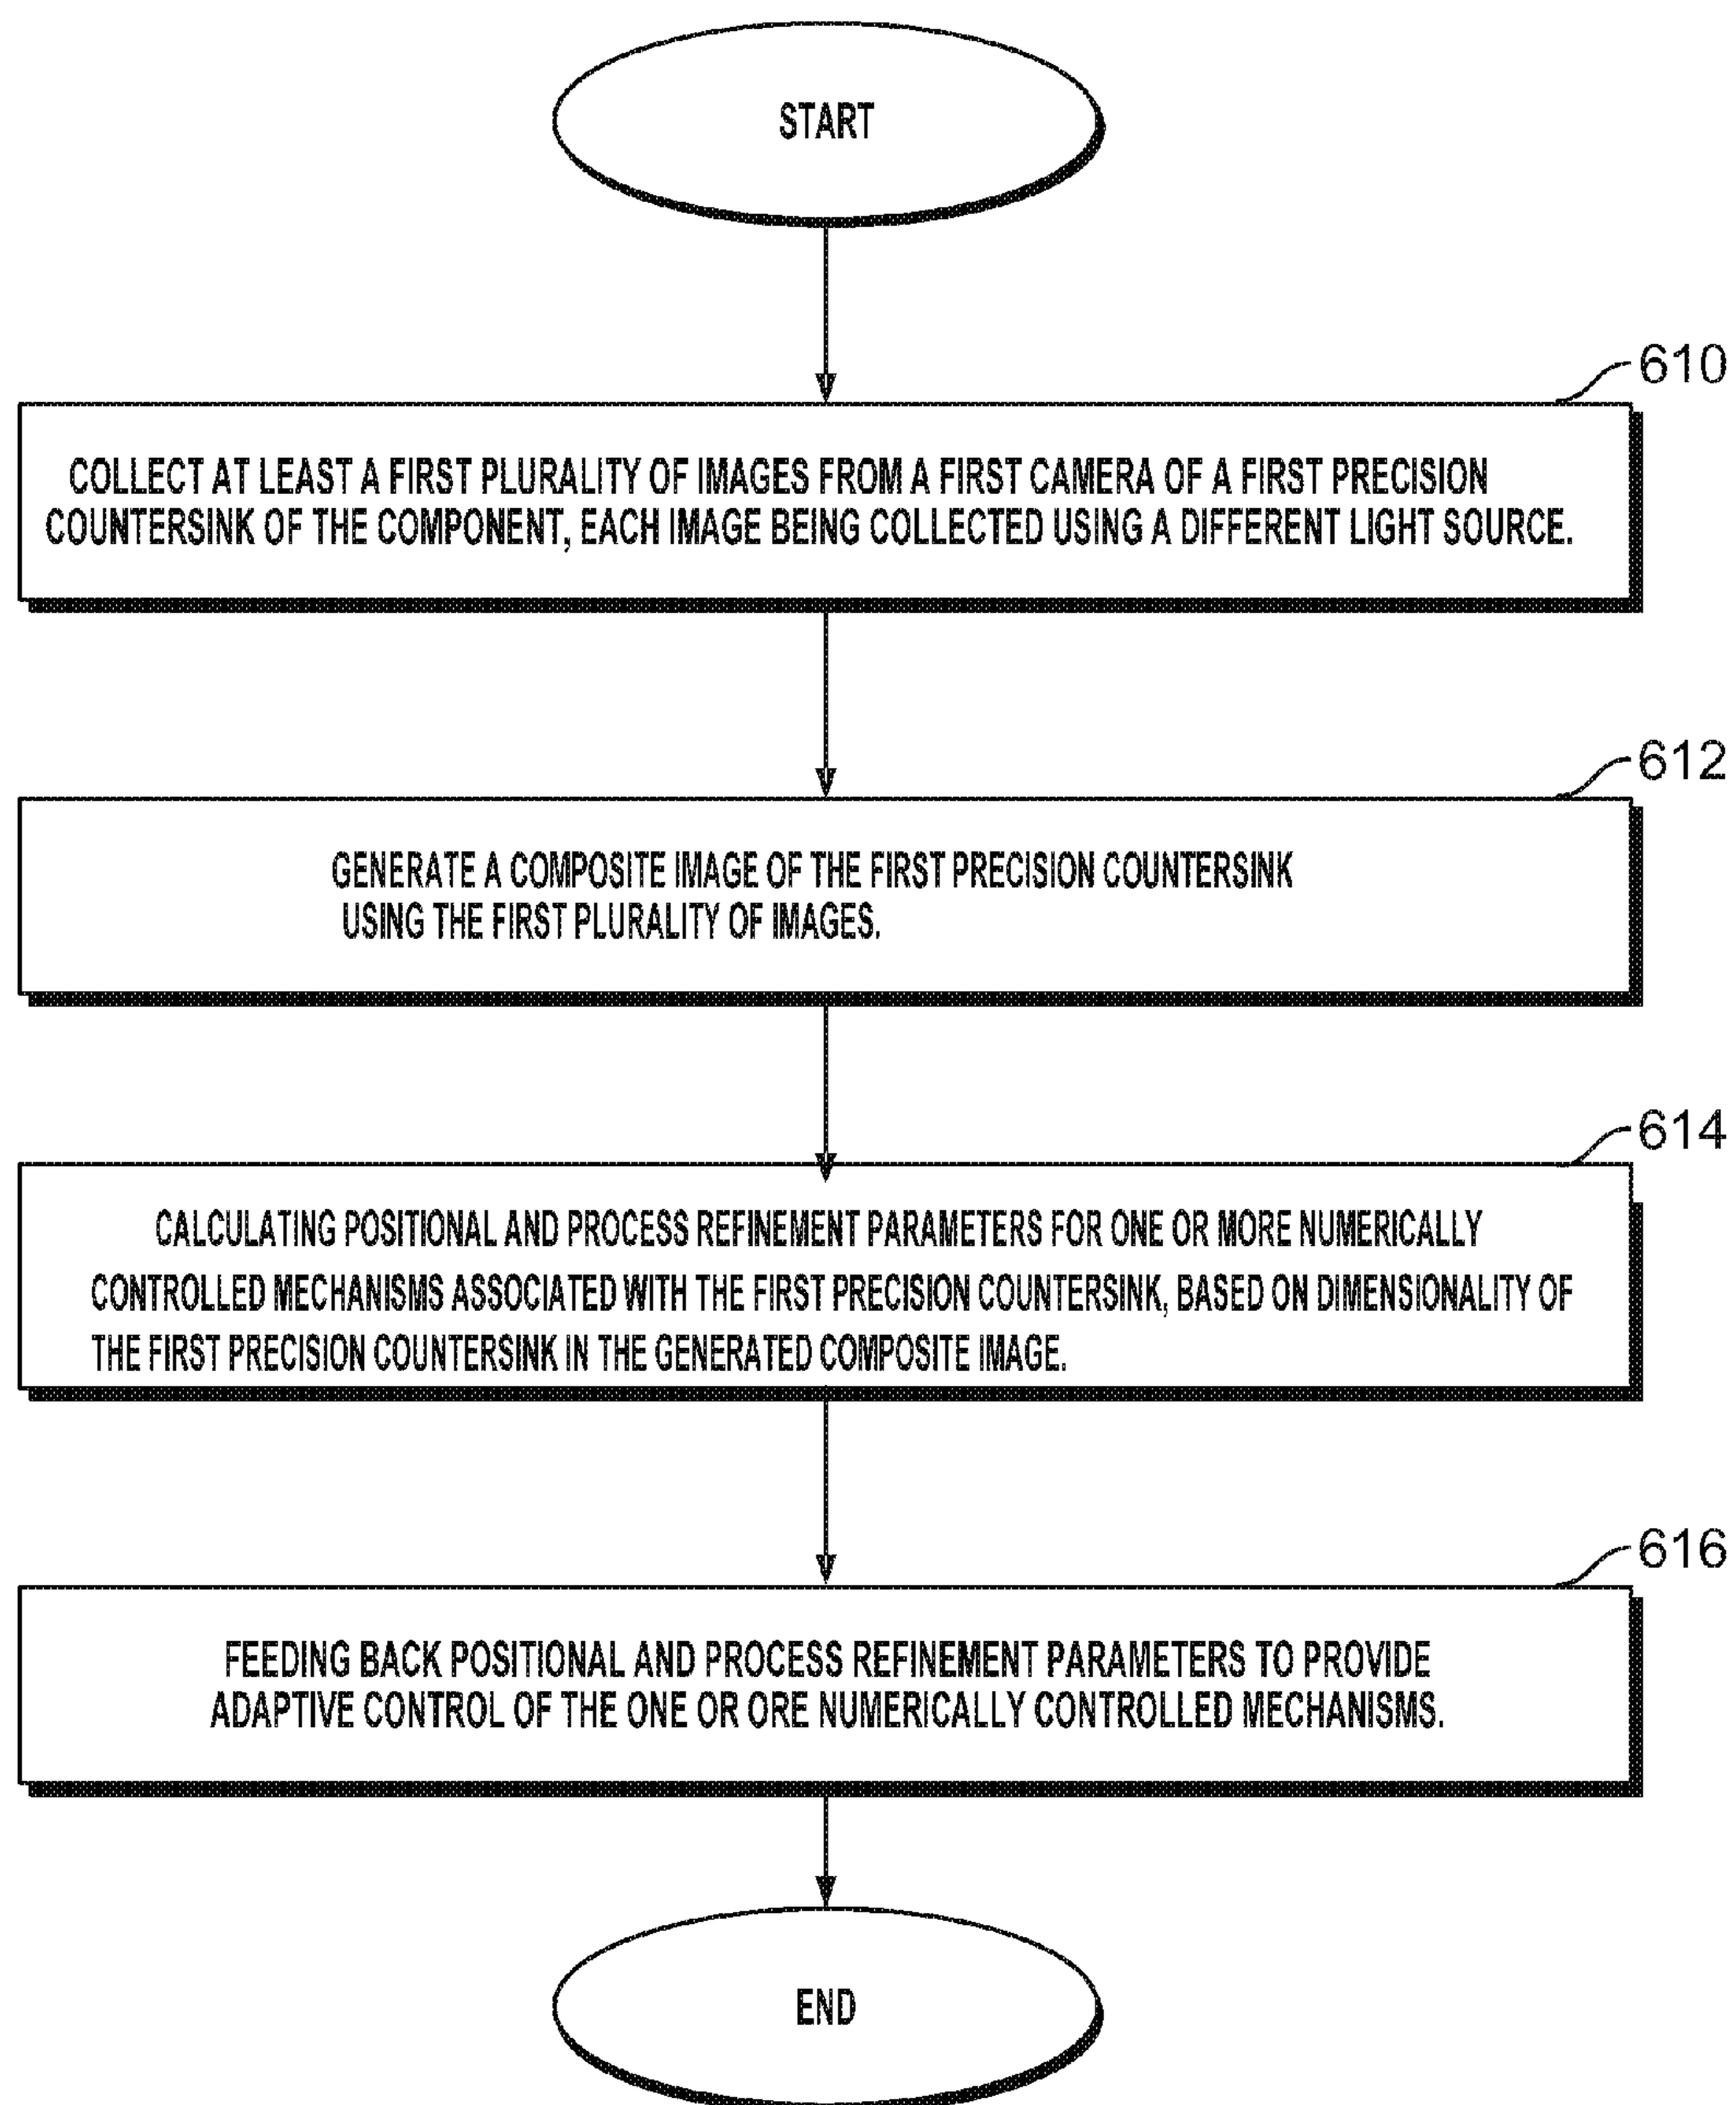 START
610
COLLECT AT LEAST A FIRST PLURALITY OF IMAGES FROM A FIRST CAMERA OF A FIRST PRECISION
COUNTERSINK OF THE COMPONENT, EACH IMAGE BEING COLLECTED USING A DIFFERENT LIGHT SOURCE.
612
GENERATE A COMPOSITE IMAGE OF THE FIRST PRECISION COUNTERSINK
USING THE FIRST PLURALITY OF IMAGES.
614
CALCULATING POSITIONAL AND PROCESS REFINEMENT PARAMETERS FOR ONE OR MORE NUMERICALLY
CONTROLLED MECHANISMS ASSOCIATED WITH THE FIRST PRECISION COUNTERSINK, BASED ON DIMENSIONALITY OF
THE FIRST PRECISION COUNTERSINK IN THE GENERATED COMPOSITE IMAGE.
616
FEEDING BACK POSITIONAL AND PROCESS REFINEMENT PARAMETERS TO PROVIDE
ADAPTIVE CONTROL OF THE ONE OR ORE NUMERICALLY CONTROLLED MECHANISMS.
END